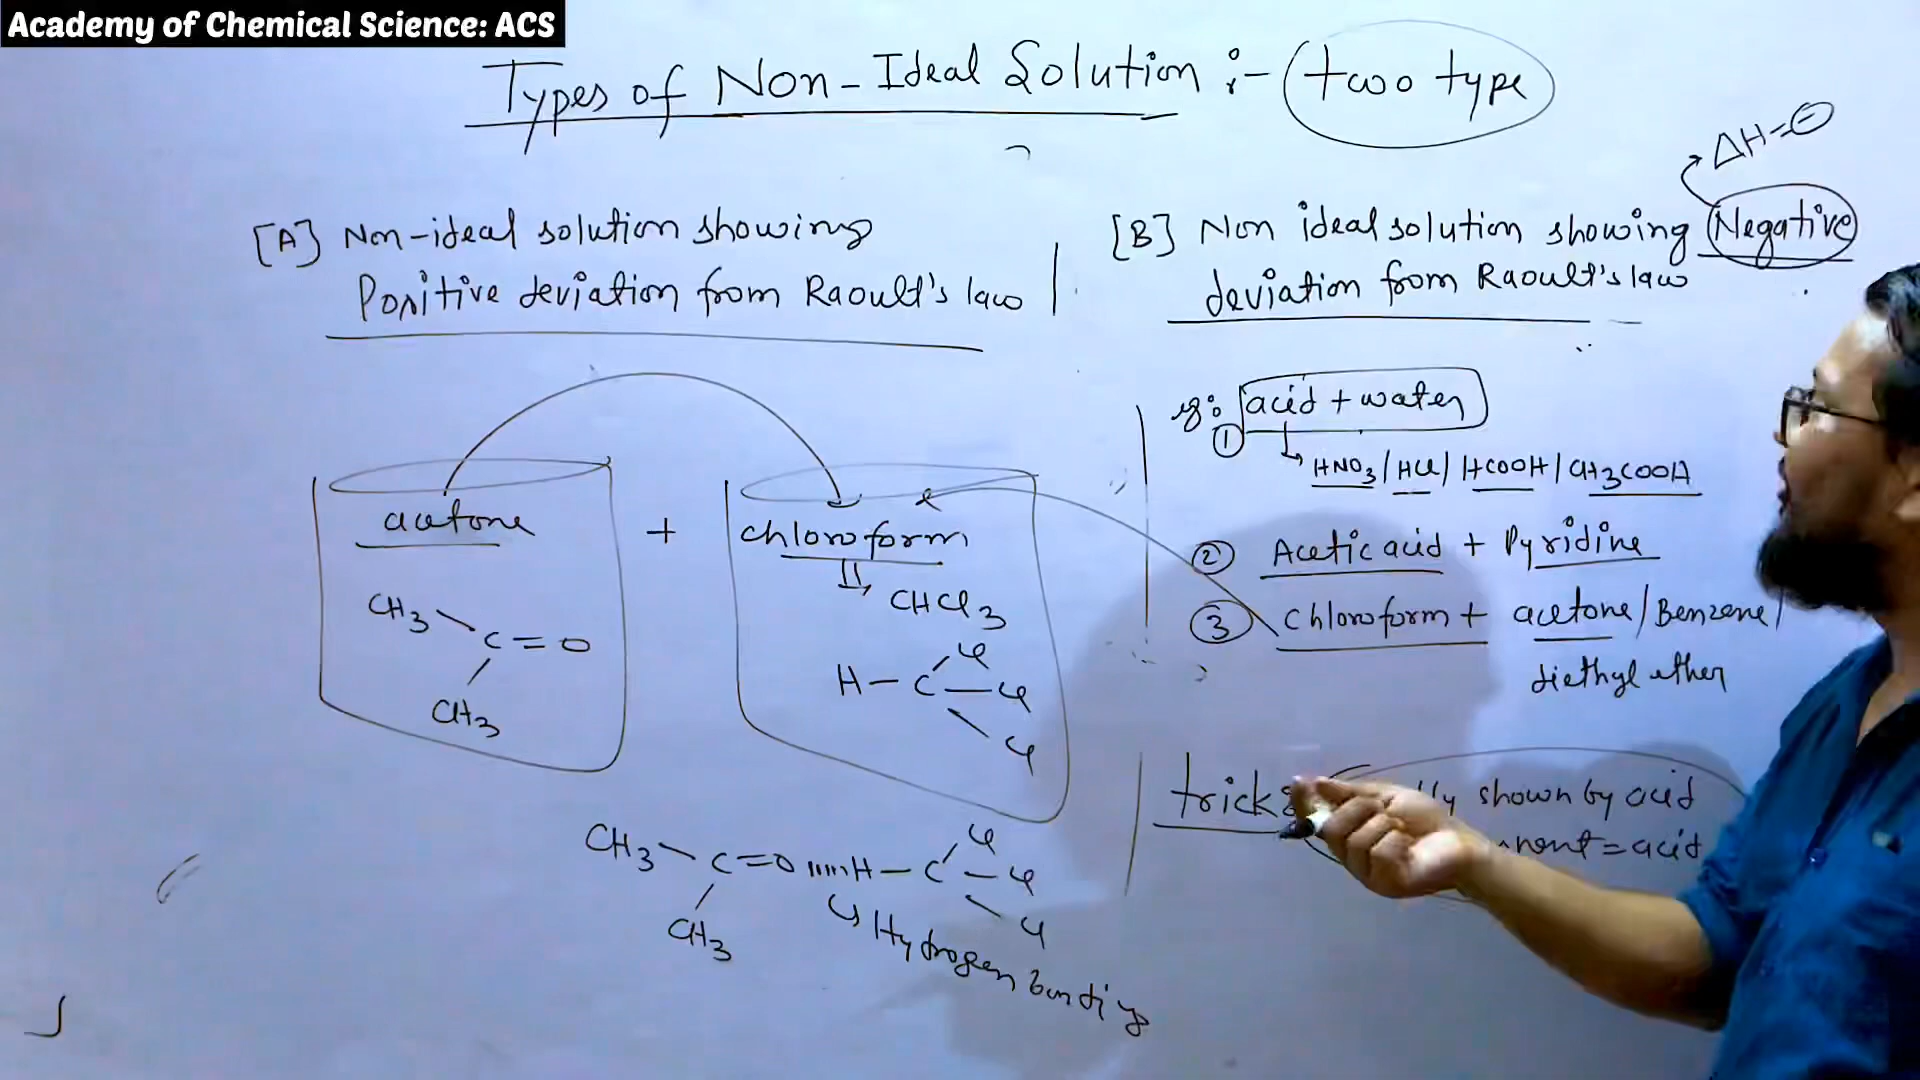 Academy of Chemical Science: ACS
Types of Non-Ideal Solution :- two type
ΔH=⊖
[A] Non-ideal solution showing
Positive deviation from Raoult's law
[B] Non ideal solution showing Negative
deviation from Raoult's law
acetone
CH3
C=O
CH3
+
chloroform
CHCl3
H-C
Cl
Cl
Cl
eg: ① acid + water
HNO3/HCl/HCOOH/CH3COOH
② Acetic acid + Pyridine
③ Chloroform + acetone/Benzene/
diethyl ether
trick:
shown by acid
=acid
CH3 C=O H-C Cl
Cl
Cl
CH3
Hydrogen bonding